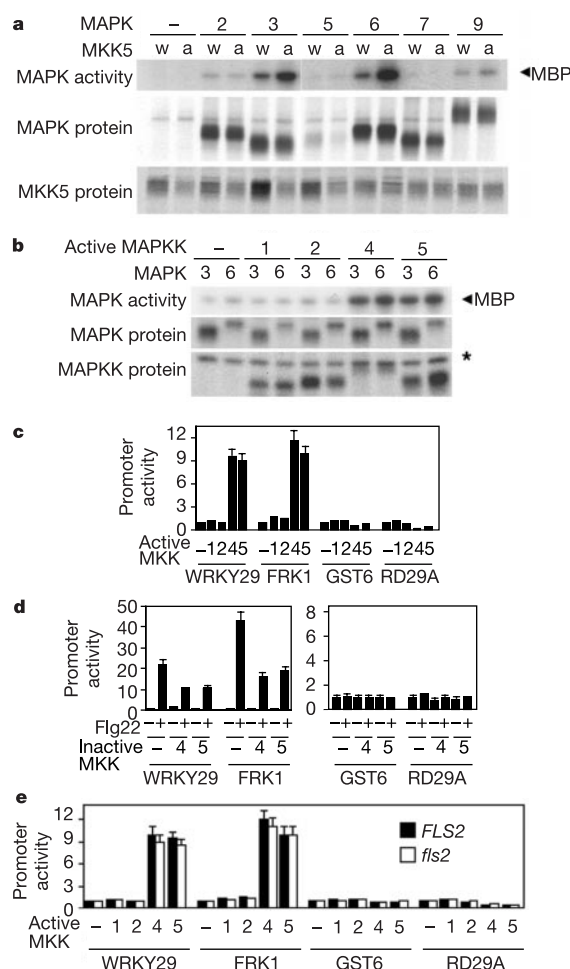 a
MAPK – 2 3 5 6 7 9
MKK5 w a w a w a w a w a w a w a
MAPK activity ◄MBP
MAPK protein
MKK5 protein
b
Active MAPKK – 1 2 4 5
MAPK 3 6 3 6 3 6 3 6 3 6
MAPK activity ◄MBP
MAPK protein
MAPKK protein *
c
Promoter activity
12
9
6
3
0
Active MKK –1245 –1245 –1245 –1245
WRKY29 FRK1 GST6 RD29A
d
Promoter activity
50
40
30
20
10
0
8
6
4
2
0
Flg22 –+–+–+ –+–+–+ –+–+–+ –+–+–+
Inactive MKK – 4 5 – 4 5 – 4 5 – 4 5
WRKY29 FRK1 GST6 RD29A
e
Promoter activity
12
9
6
3
0
FLS2
fls2
Active MKK – 1 2 4 5 – 1 2 4 5 – 1 2 4 5 – 1 2 4 5
WRKY29 FRK1 GST6 RD29A